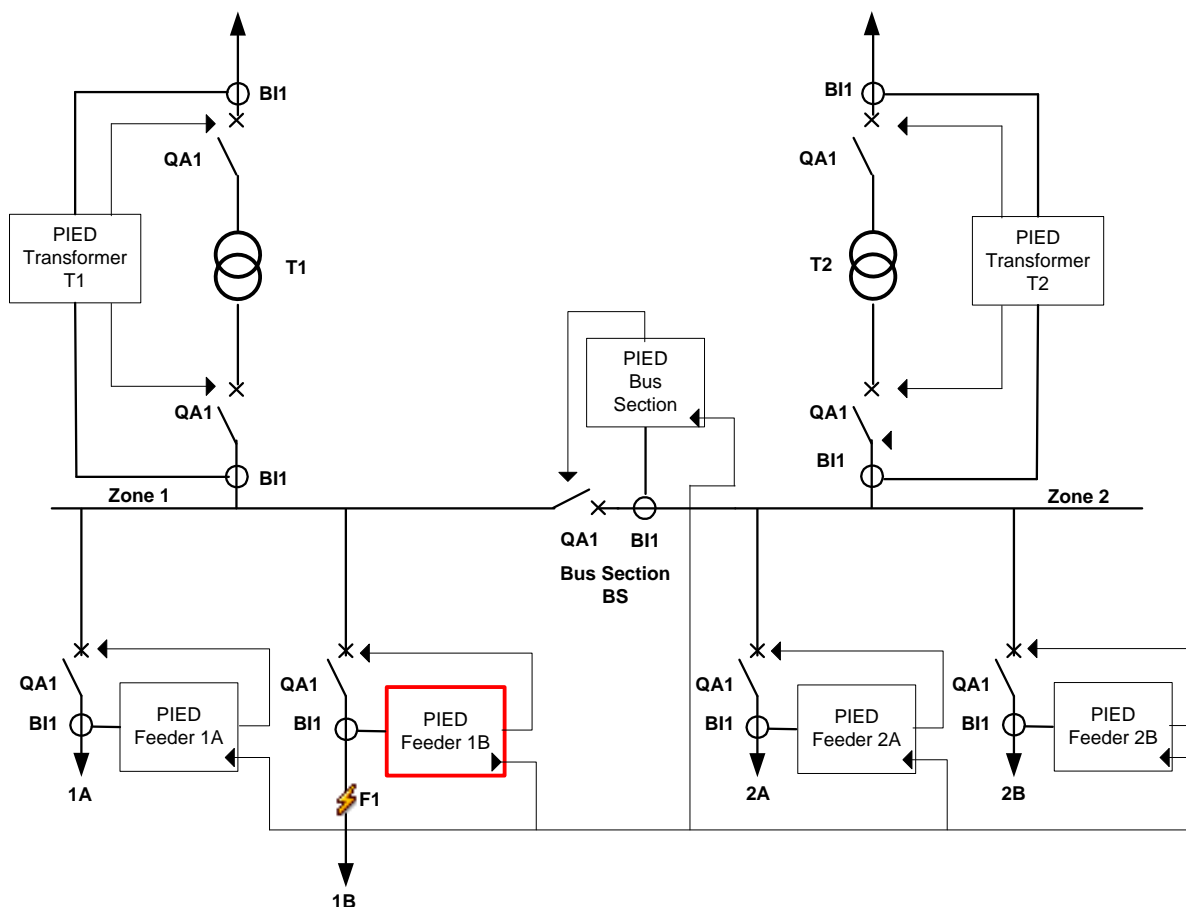 BI1
BI1
QA1
QA1
PIED
Transformer
T1
T1
T2
PIED
Transformer
T2
PIED
Bus
Section
QA1
QA1
BI1
BI1
Zone 1
Zone 2
QA1
BI1
Bus Section
BS
QA1
BI1
PIED
Feeder 1A
1A
QA1
BI1
PIED
Feeder 1B
F1
1B
QA1
BI1
PIED
Feeder 2A
2A
QA1
BI1
PIED
Feeder 2B
2B